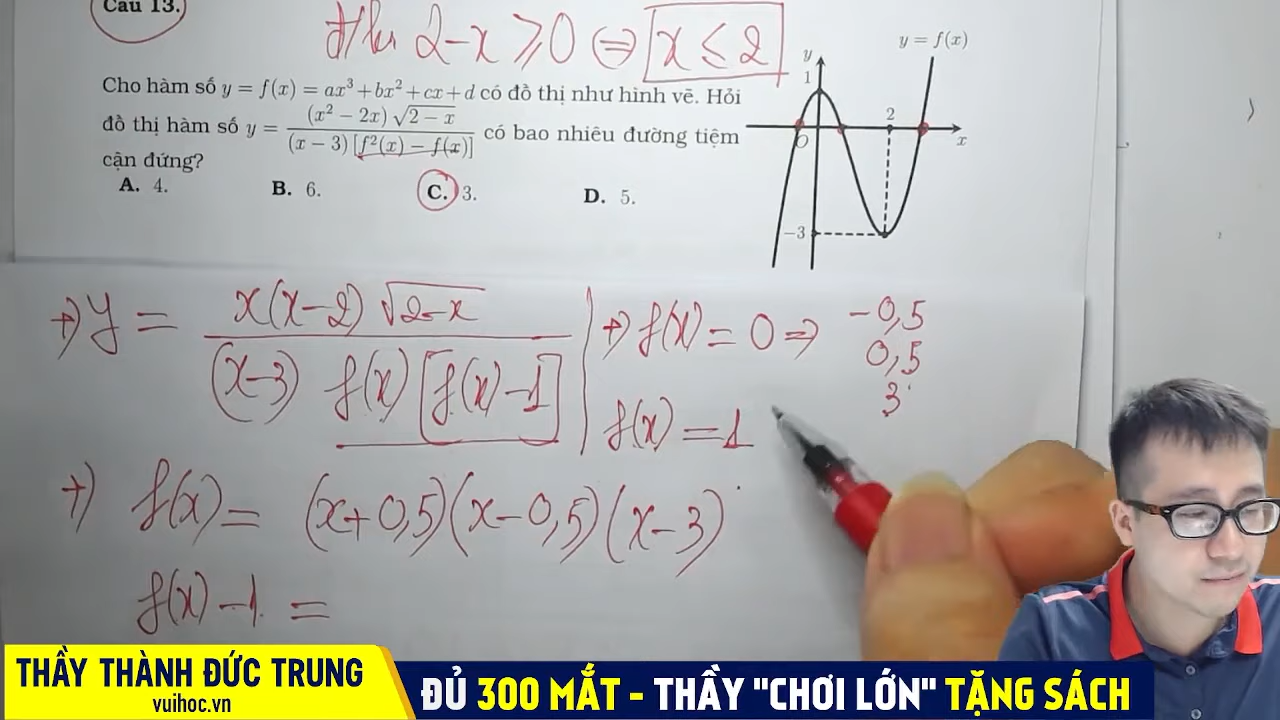 Câu 13.
đ/kiện 2-x ≥ 0 ⇔ x ≤ 2
Cho hàm số y = f(x) = ax³ + bx² + cx + d có đồ thị như hình vẽ. Hỏi
đồ thị hàm số y = (x² − 2x)√(2 − x) / (x − 3)[f²(x) − f(x)] có bao nhiêu đường tiệm
cận đứng?
A. 4. B. 6. C. 3. D. 5.
y = f(x)
y
1
2
O
x
−3
+) y = x(x-2)√(2-x) / (x-3) f(x) [f(x)-1]
+) f(x) = 0 ⇒ -0,5
0,5
3
f(x) = 1
+) f(x) = (x+0,5)(x-0,5)(x-3)
f(x) -1 =
THẦY THÀNH ĐỨC TRUNG
vuihoc.vn
ĐỦ 300 MẮT - THẦY "CHƠI LỚN" TẶNG SÁCH